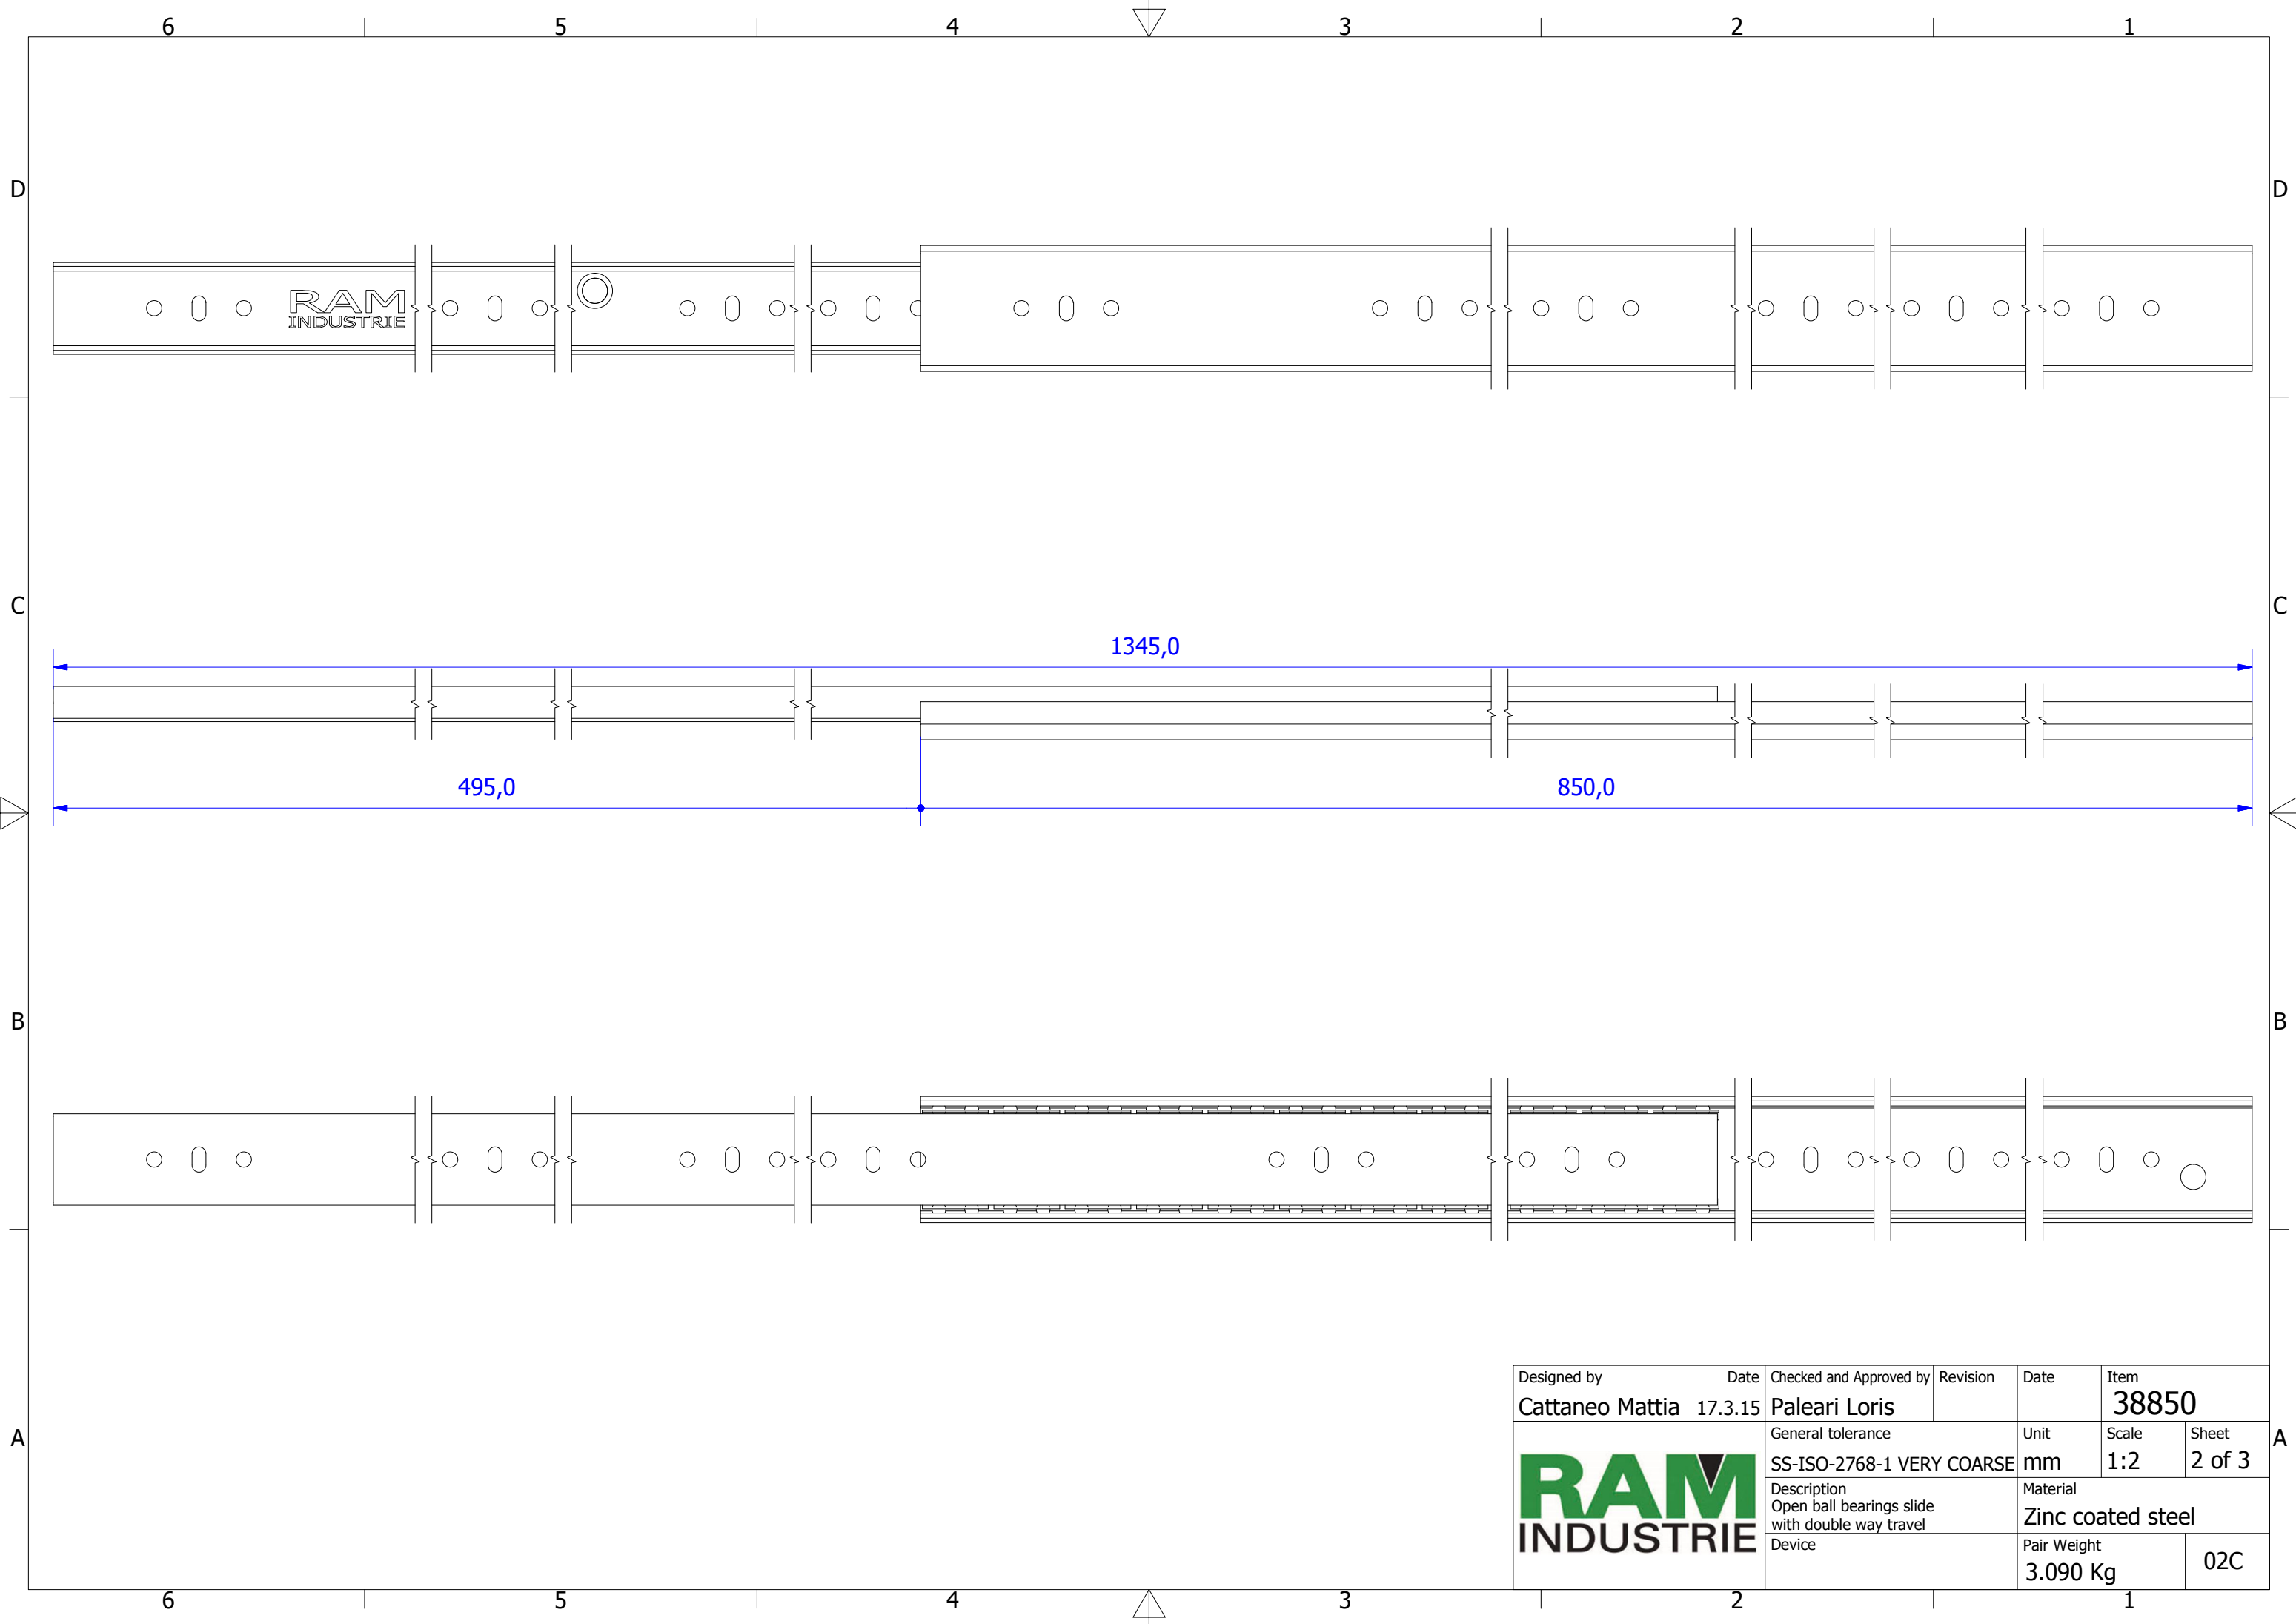 6 5 4 3 2 1
D D
RAM
INDUSTRIE
C C
1345,0
495,0 850,0
B B
Designed by Date Checked and Approved by Revision Date Item
Cattaneo Mattia 17.3.15 Paleari Loris 38850
General tolerance Unit Scale Sheet
A A
SS-ISO-2768-1 VERY COARSE mm 1:2 2 of 3
RAM
INDUSTRIE
Description Material
Open ball bearings slide
with double way travel
Zinc coated steel
Device Pair Weight
3.090 Kg 02C
6 5 4 3 2 1